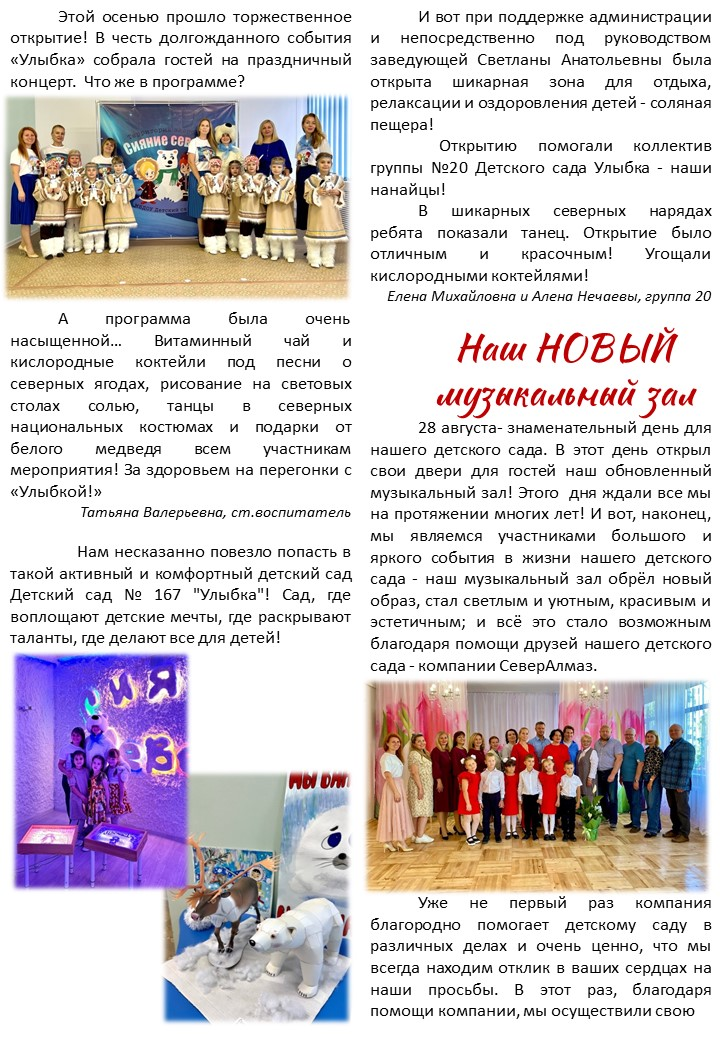 Этой осенью прошло торжественное
открытие! В честь долгожданного события
«Улыбка» собрала гостей на праздничный
концерт. Что же в программе?
Сияние
А программа была очень
насыщенной... Витаминный чай и
кислородные коктейли под песни о
северных ягодах, рисование на световых
столах солью, танцы в северных
национальных костюмах и подарки от
белого медведя всем участникам
мероприятия! За здоровьем на перегонки с
«Улыбкой!»
Татьяна Валерьевна, ст.воспитатель
Нам несказанно повезло попасть в
такой активный и комфортный детский сад
Детский сад № 167 "Улыбка"! Сад, где
воплощают детские мечты, где раскрывают
таланты, где делают все для детей!
И вот при поддержке администрации
и непосредственно под руководством
заведующей Светланы Анатольевны была
открыта шикарная зона для отдыха,
релаксации и оздоровления детей - соляная
пещера!
Открытию помогали коллектив
группы №20 Детского сада Улыбка - наши
нанайцы!
В шикарных северных нарядах
ребята показали танец. Открытие было
отличным и красочным! Угощали
кислородными коктейлями!
Елена Михайловна и Алена Нечаевы, группа 20
Наш НОВЫЙ
музыкальный зал
28 августа- знаменательный день для
нашего детского сада. В этот день открыл
свои двери для гостей наш обновленный
музыкальный зал! Этого дня ждали все мы
на протяжении многих лет! И вот, наконец,
мы являемся участниками большого и
яркого события в жизни нашего детского
сада - наш музыкальный зал обрёл новый
образ, стал светлым и уютным, красивым и
эстетичным; и всё это стало возможным
благодаря помощи друзей нашего детского
сада - компании СеверАлмаз.
Уже не первый раз компания
благородно помогает детскому саду в
различных делах и очень ценно, что мы
всегда находим отклик в ваших сердцах на
наши просьбы. В этот раз, благодаря
помощи компании, мы осуществили свою